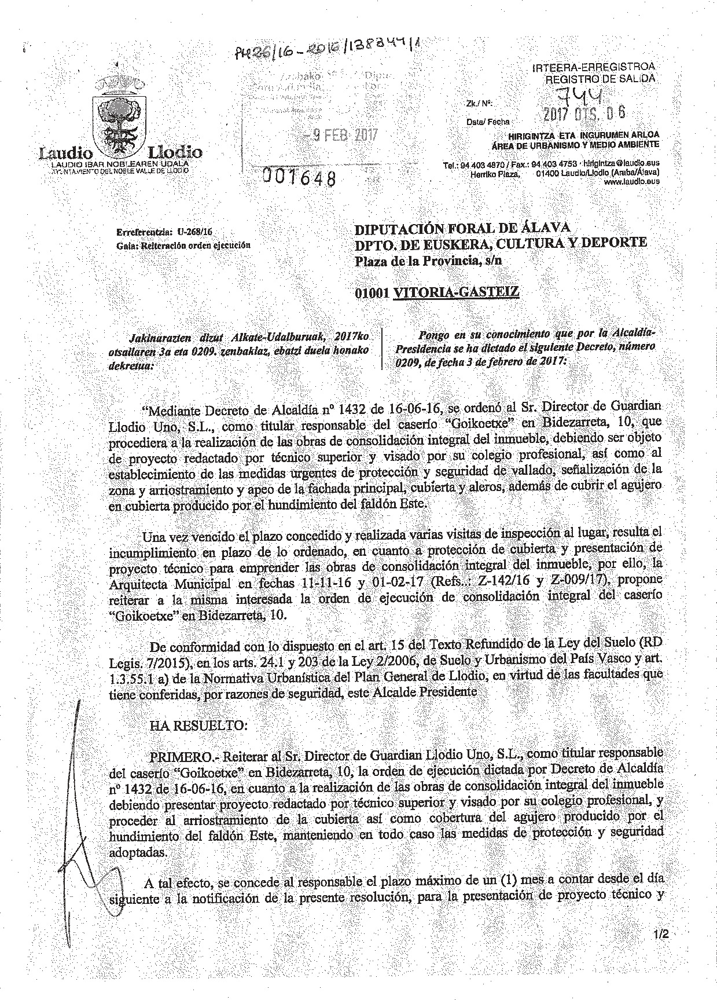 IRTEERA-ERREGISTROA
REGISTRO DE SALIDA
Zk./ Nº: 744
Data/ Fecha 2017 OTS. 06
HIRIGINTZA ETA INGURUMEN ARLOA
ÁREA DE URBANISMO Y MEDIO AMBIENTE
Tel.: 94 403 4870 / Fax.: 94 403 4753 · hirigintza@laudio.eus
Herriko Plaza, 01400 Laudio/Llodio (Araba/Álava)
www.laudio.eus
Laudio Llodio
LAUDIO IBAR NOBLEAREN UDALA
AYUNTAMIENTO DEL NOBLE VALLE DE LLODIO
- 9 FEB 2017
001648
Erreferentzia: U-268/16
Gaia: Reiteración orden ejecución
DIPUTACIÓN FORAL DE ÁLAVA
DPTO. DE EUSKERA, CULTURA Y DEPORTE
Plaza de la Provincia, s/n
01001 VITORIA-GASTEIZ
Jakinarazten dizut Alkate-Udalburuak, 2017ko
otsailaren 3a eta 0209. zenbakiaz, ebatzi duela honako
dekretua:
Pongo en su conocimiento que por la Alcaldía-
Presidencia se ha dictado el siguiente Decreto, número
0209, de fecha 3 de febrero de 2017:
“Mediante Decreto de Alcaldía nº 1432 de 16-06-16, se ordenó al Sr. Director de Guardian
Llodio Uno, S.L., como titular responsable del caserío “Goikoetxe” en Bidezarreta, 10, que
procediera a la realización de las obras de consolidación integral del inmueble, debiendo ser objeto
de proyecto redactado por técnico superior y visado por su colegio profesional, así como al
establecimiento de las medidas urgentes de protección y seguridad de vallado, señalización de la
zona y arriostramiento y apeo de la fachada principal, cubierta y aleros, además de cubrir el agujero
en cubierta producido por el hundimiento del faldón Este.
Una vez vencido el plazo concedido y realizada varias visitas de inspección al lugar, resulta el
incumplimiento en plazo de lo ordenado, en cuanto a protección de cubierta y presentación de
proyecto técnico para emprender las obras de consolidación integral del inmueble, por ello, la
Arquitecta Municipal en fechas 11-11-16 y 01-02-17 (Refs..: Z-142/16 y Z-009/17), propone
reiterar a la misma interesada la orden de ejecución de consolidación integral del caserío
“Goikoetxe” en Bidezarreta, 10.
De conformidad con lo dispuesto en el art. 15 del Texto Refundido de la Ley del Suelo (RD
Legis. 7/2015), en los arts. 24.1 y 203 de la Ley 2/2006, de Suelo y Urbanismo del País Vasco y art.
1.3.55.1 a) de la Normativa Urbanística del Plan General de Llodio, en virtud de las facultades que
tiene conferidas, por razones de seguridad, este Alcalde Presidente
HA RESUELTO:
PRIMERO.- Reiterar al Sr. Director de Guardian Llodio Uno, S.L., como titular responsable
del caserío “Goikoetxe” en Bidezarreta, 10, la orden de ejecución dictada por Decreto de Alcaldía
nº 1432 de 16-06-16, en cuanto a la realización de las obras de consolidación integral del inmueble
debiendo presentar proyecto redactado por técnico superior y visado por su colegio profesional, y
proceder al arriostramiento de la cubierta así como cobertura del agujero producido por el
hundimiento del faldón Este, manteniendo en todo caso las medidas de protección y seguridad
adoptadas.
A tal efecto, se concede al responsable el plazo máximo de un (1) mes a contar desde el día
siguiente a la notificación de la presente resolución, para la presentación de proyecto técnico y
1/2